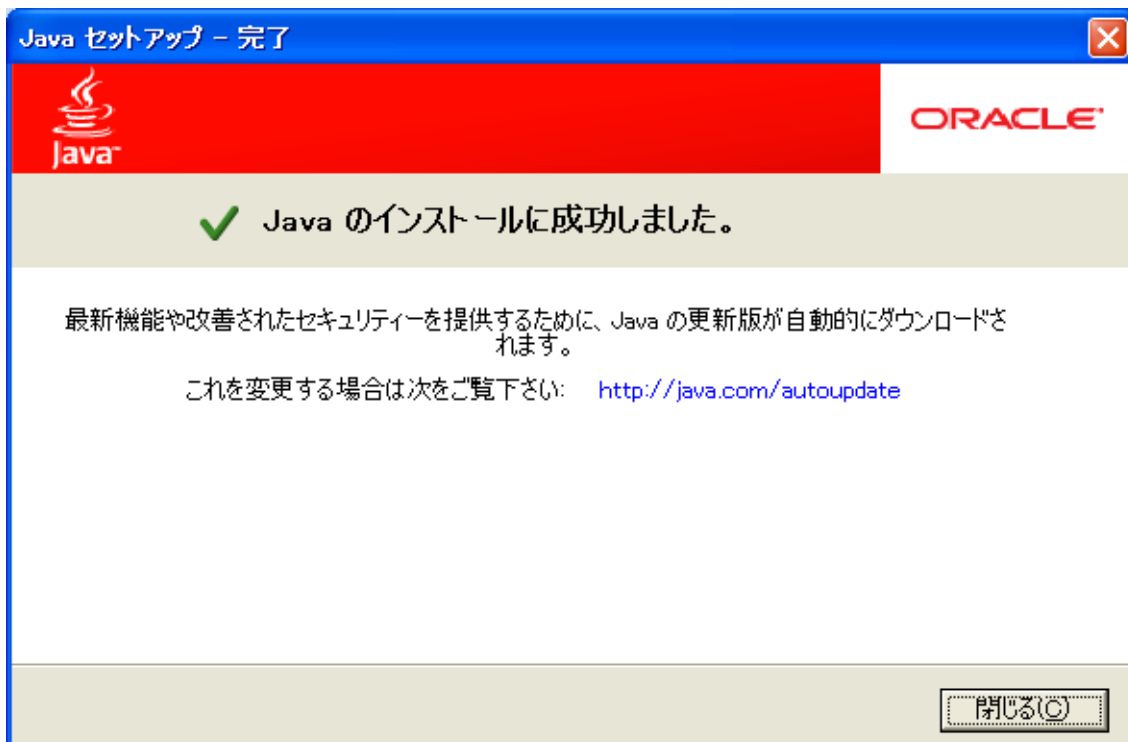 Java セットアップ - 完了
Java
ORACLE
Java のインストールに成功しました。
最新機能や改善されたセキュリティーを提供するために、Java の更新版が自動的にダウンロードさ
れます。
これを変更する場合は次をご覧下さい: http://java.com/autoupdate
閉じる(C)